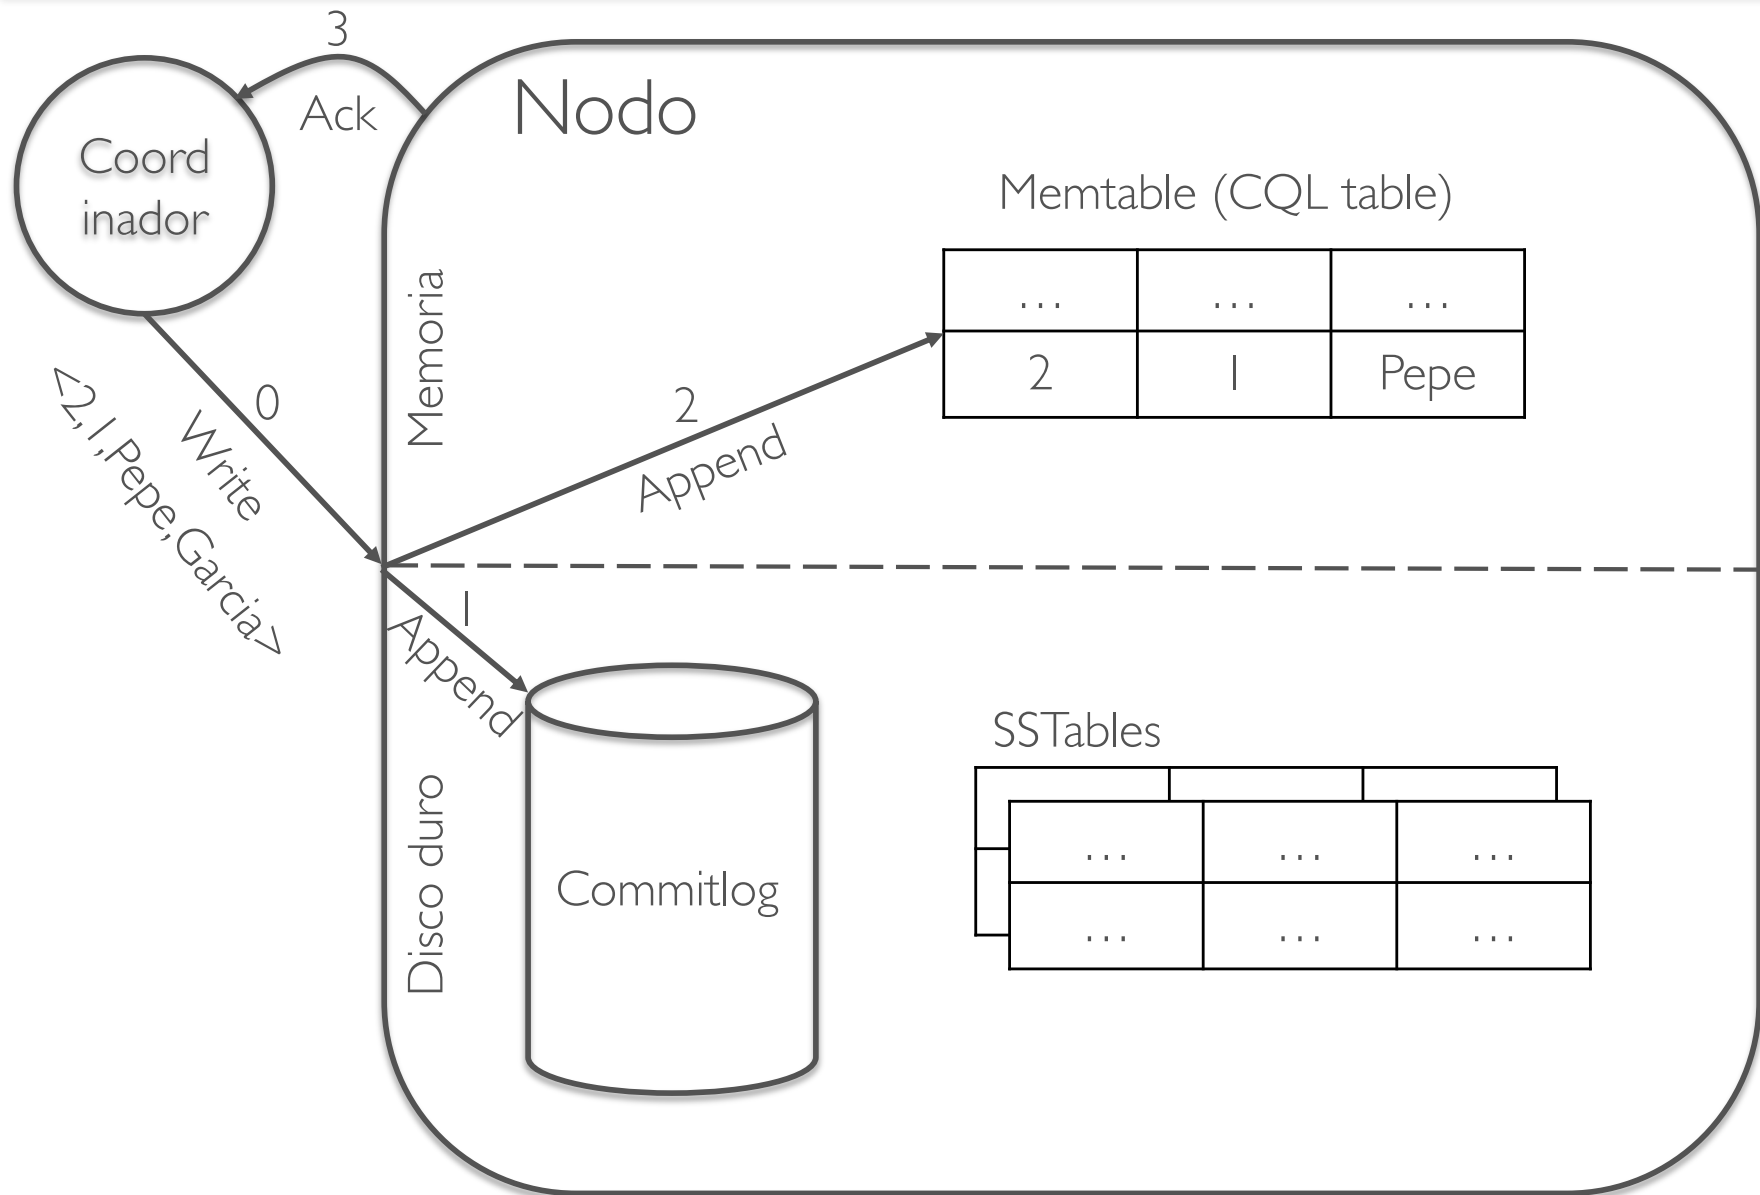 3
Ack
Nodo
Coord
inador
Memtable (CQL table)
... ... ...
2 1 Pepe
Memoria
0
Write
<2,1,Pepe,Garcia>
2
Append
1
Append
Disco duro
Commitlog
SSTables
... ... ...
... ... ...